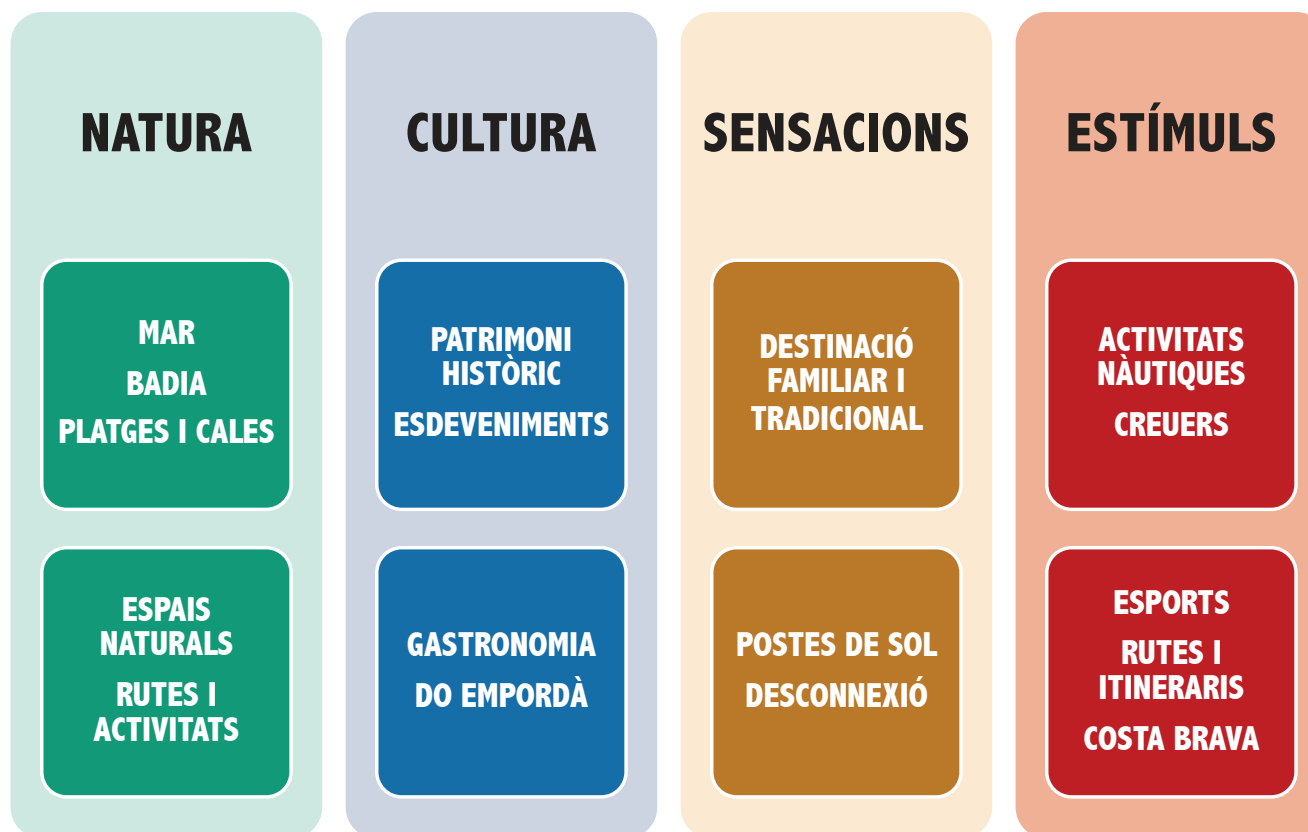 NATURA
MAR
BADIA
PLATGES I CALES
ESPAIS
NATURALS
RUTES I
ACTIVITATS
CULTURA
PATRIMONI
HISTÒRIC
ESDEVENIMENTS
GASTRONOMIA
DO EMPORDÀ
SENSACIONS
DESTINACIÓ
FAMILIAR I
TRADICIONAL
POSTES DE SOL
DESCONNEXIÓ
ESTÍMULS
ACTIVITATS
NÀUTIQUES
CREUERS
ESPORTS
RUTES I
ITINERARIS
COSTA BRAVA